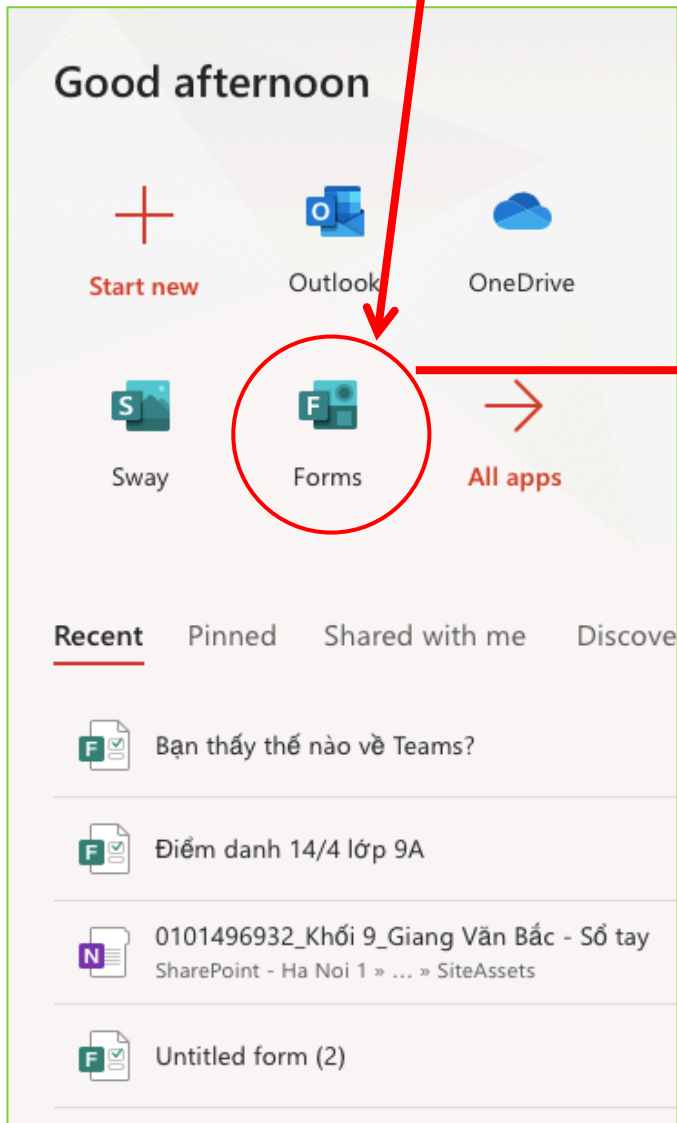 Good afternoon
O
Start new
Outlook
OneDrive
S
F
Sway
Forms
All apps
Recent Pinned Shared with me Discove
F
Bạn thấy thế nào về Teams?
F
Điểm danh 14/4 lớp 9A
N
0101496932_Khối 9_Giang Văn Bắc - Sổ tay
SharePoint - Ha Noi 1 » ... » SiteAssets
F
Untitled form (2)